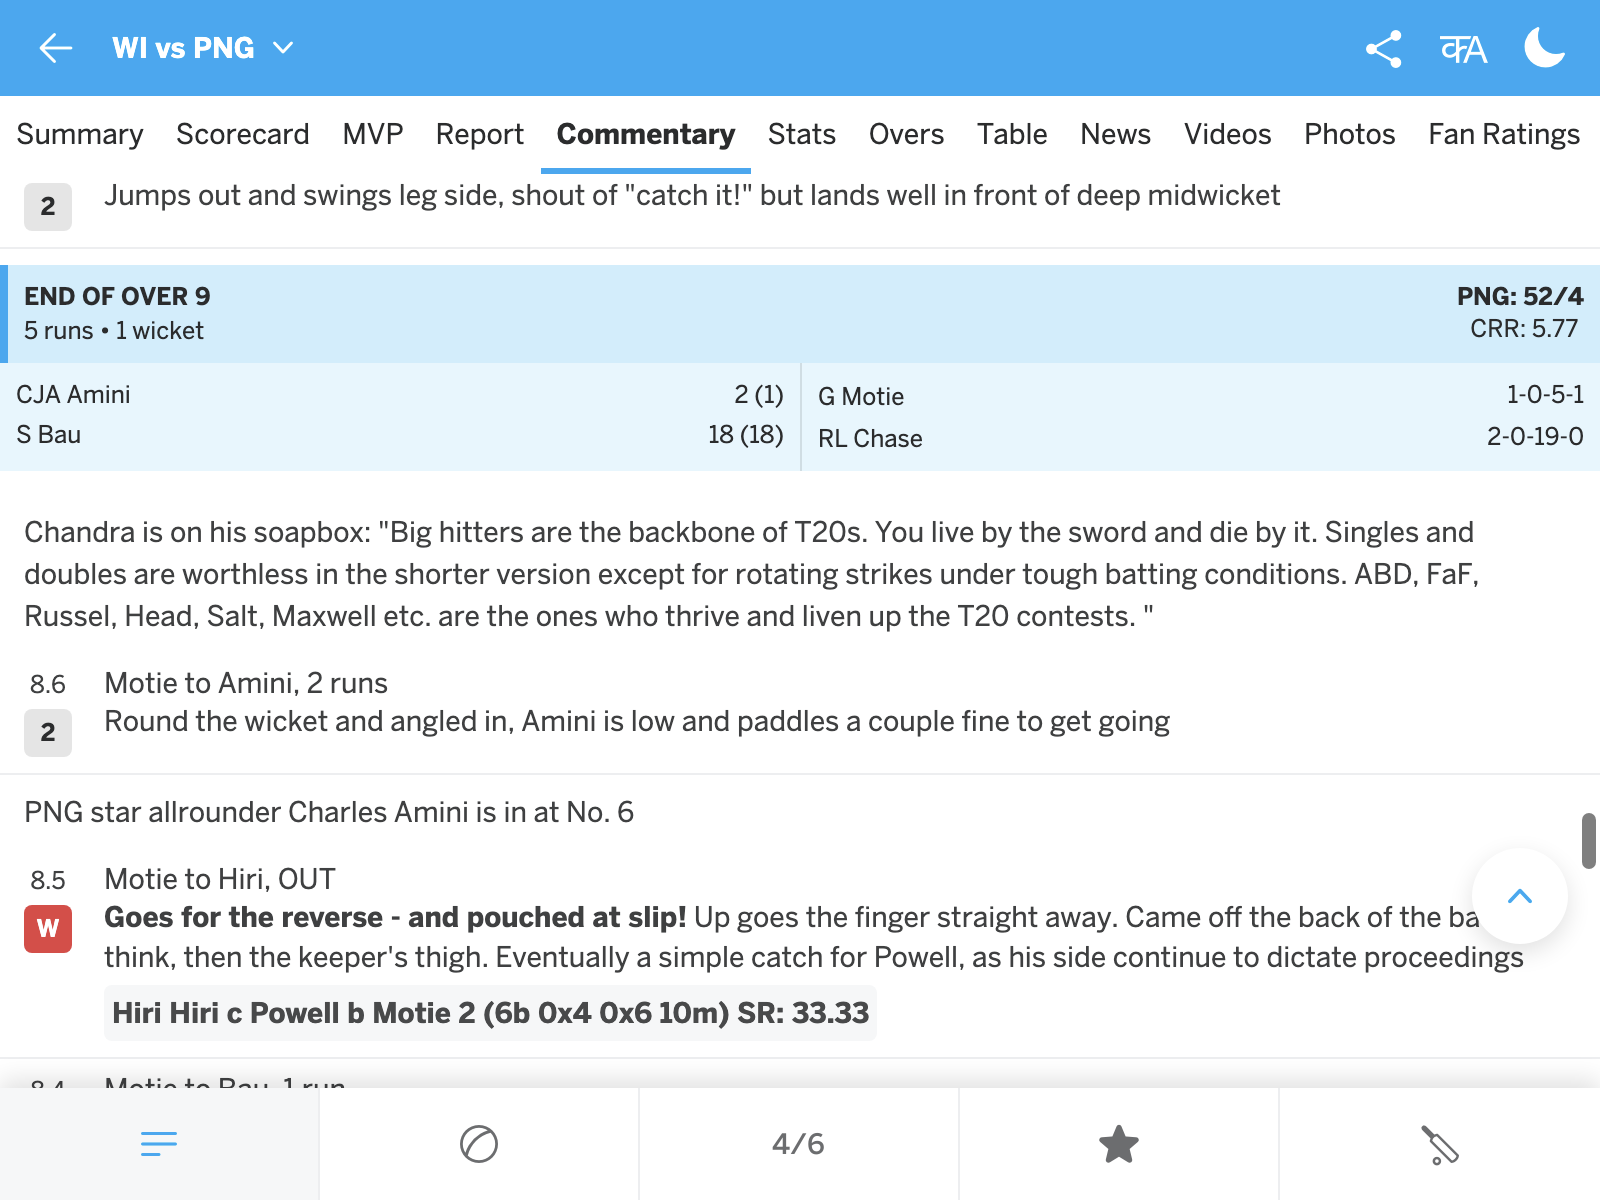 WI vs PNG
Summary Scorecard MVP Report Commentary Stats Overs Table News Videos Photos Fan Ratings
2 Jumps out and swings leg side, shout of "catch it!" but lands well in front of deep midwicket
END OF OVER 9 PNG: 52/4
5 runs • 1 wicket CRR: 5.77
CJA Amini 2 (1) G Motie 1-0-5-1
S Bau 18 (18) RL Chase 2-0-19-0
Chandra is on his soapbox: "Big hitters are the backbone of T20s. You live by the sword and die by it. Singles and
doubles are worthless in the shorter version except for rotating strikes under tough batting conditions. ABD, FaF,
Russel, Head, Salt, Maxwell etc. are the ones who thrive and liven up the T20 contests. "
8.6 Motie to Amini, 2 runs
2 Round the wicket and angled in, Amini is low and paddles a couple fine to get going
PNG star allrounder Charles Amini is in at No. 6
8.5 Motie to Hiri, OUT
W Goes for the reverse - and pouched at slip! Up goes the finger straight away. Came off the back of the
think, then the keeper's thigh. Eventually a simple catch for Powell, as his side continue to dictate proceedings
Hiri Hiri c Powell b Motie 2 (6b 0x4 0x6 10m) SR: 33.33
8.4 Motie to Bau, 1 run
4/6